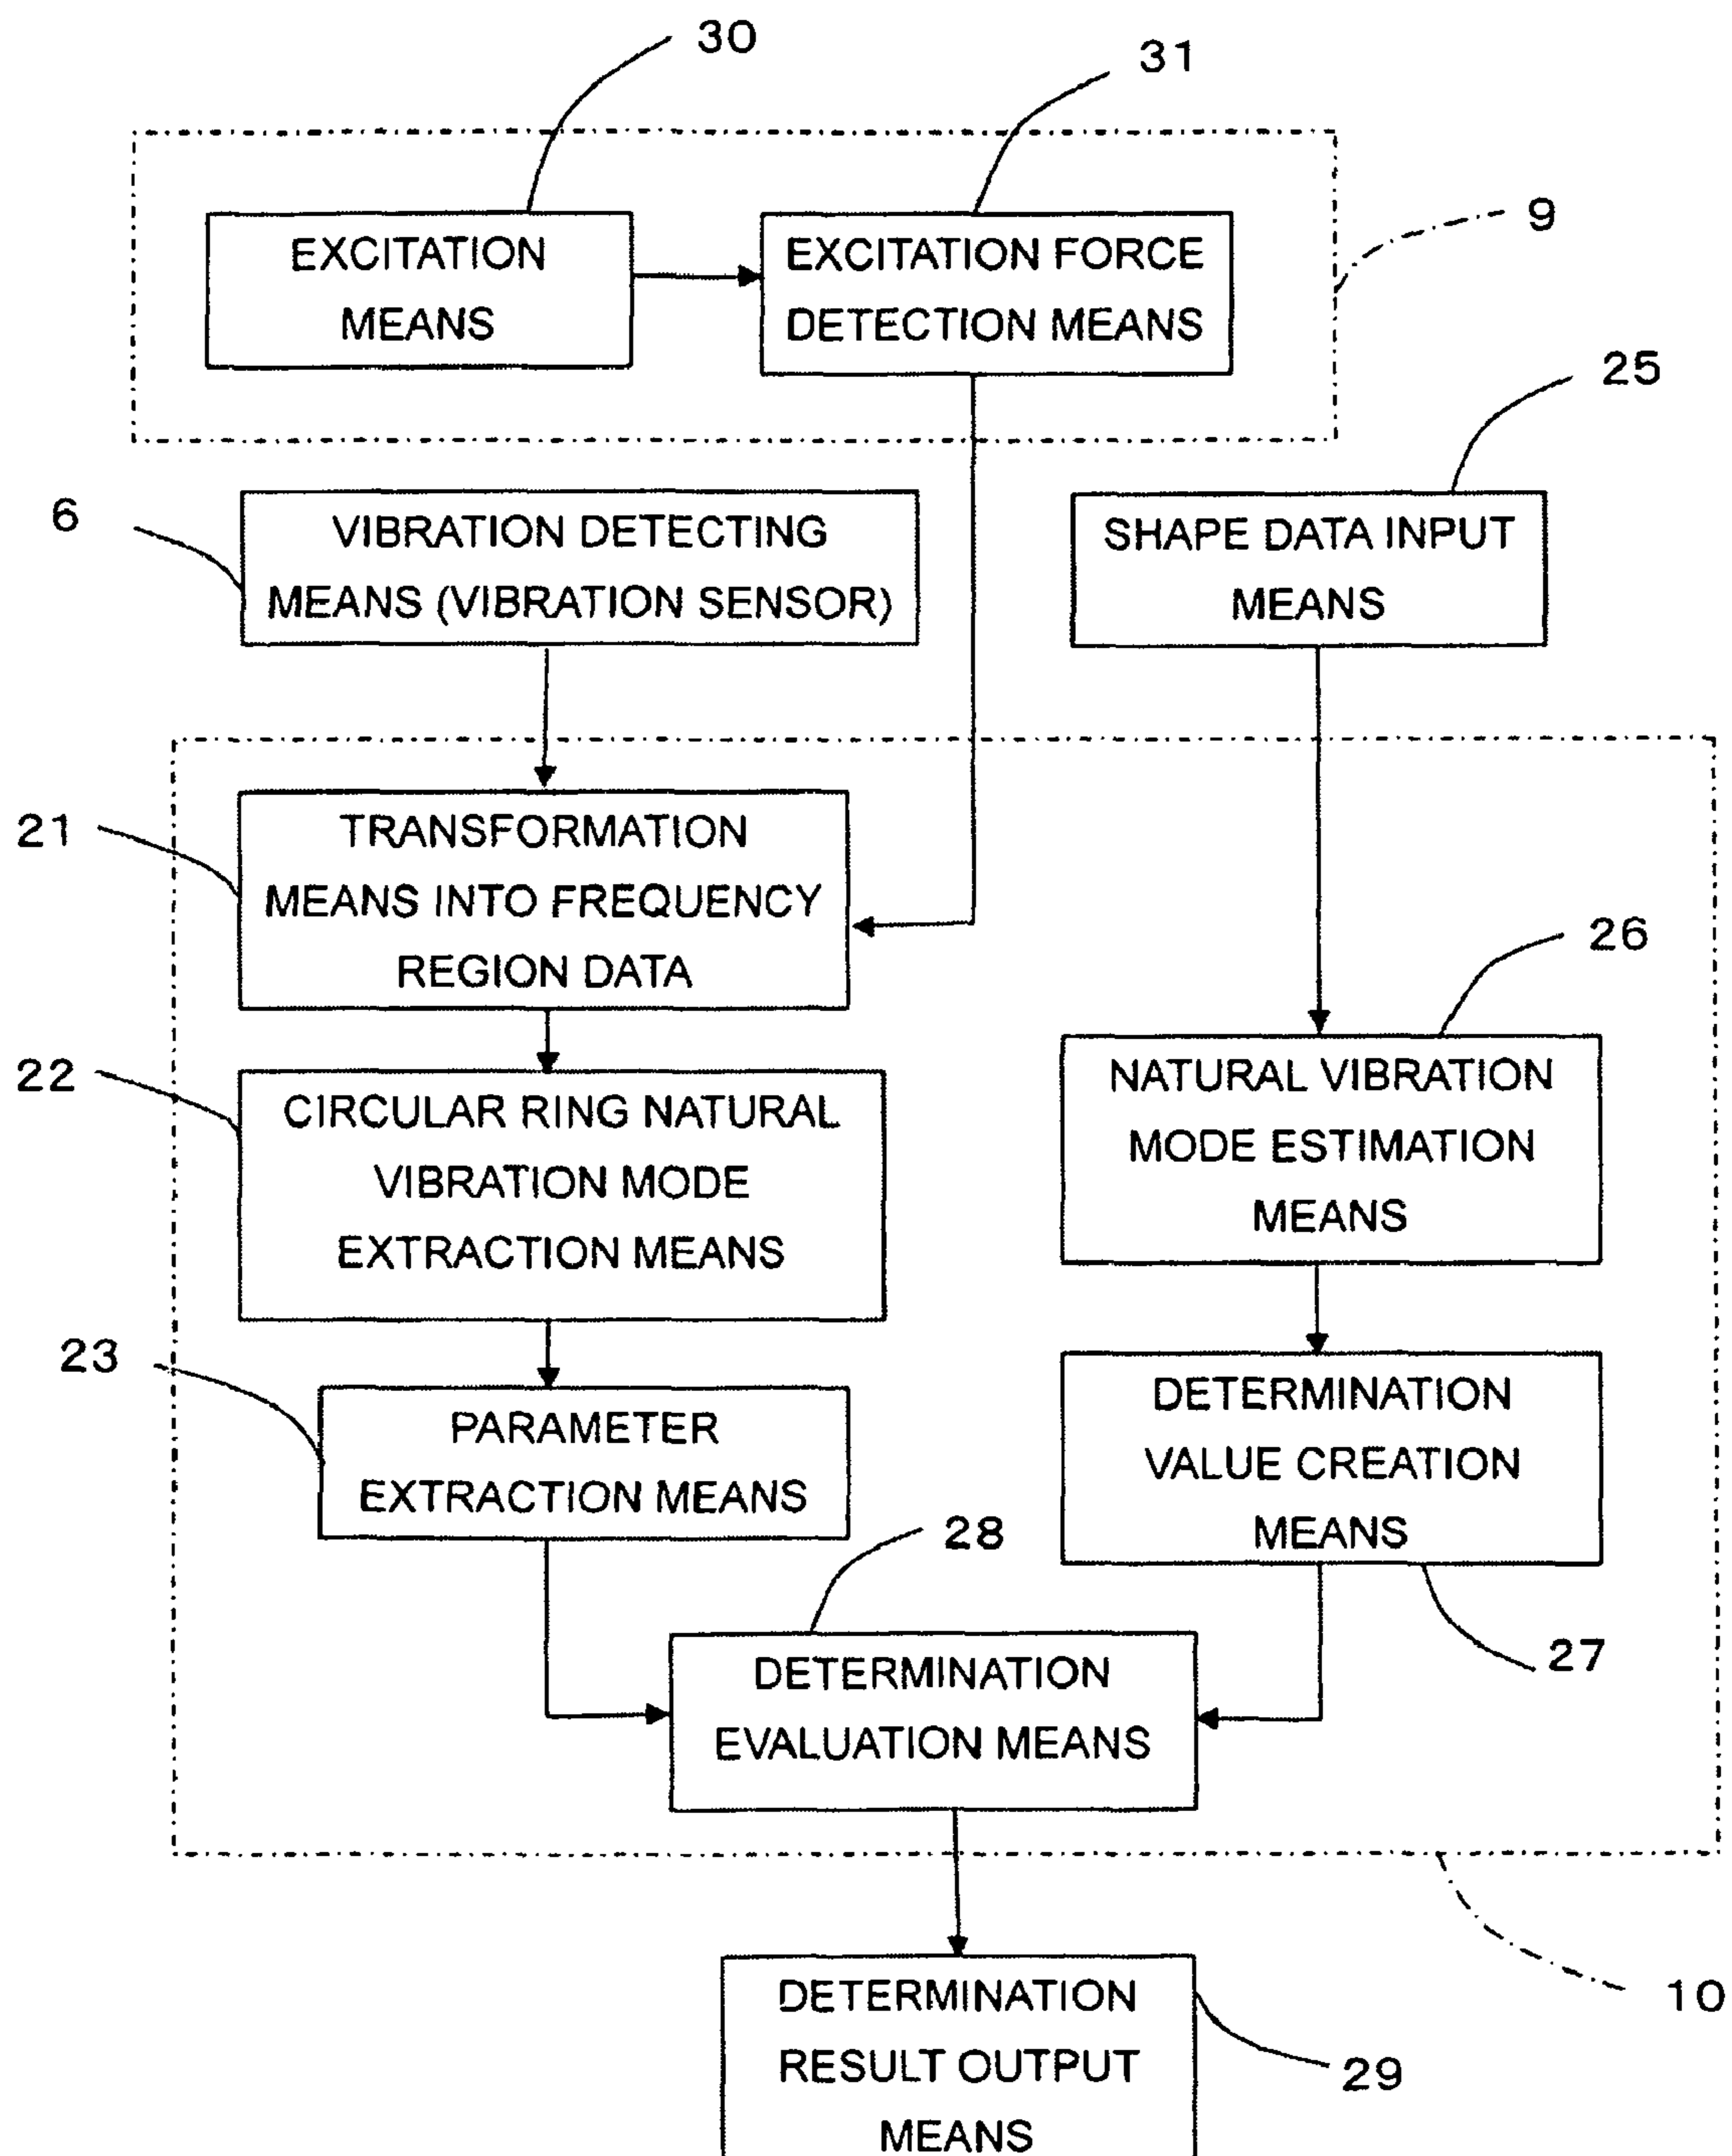 30
31
EXCITATION
MEANS
EXCITATION FORCE
DETECTION MEANS
9
25
6
VIBRATION DETECTING
MEANS (VIBRATION SENSOR)
SHAPE DATA INPUT
MEANS
21
TRANSFORMATION
MEANS INTO FREQUENCY
REGION DATA
26
22
CIRCULAR RING NATURAL
VIBRATION MODE
EXTRACTION MEANS
NATURAL VIBRATION
MODE ESTIMATION
MEANS
23
PARAMETER
EXTRACTION MEANS
DETERMINATION
VALUE CREATION
MEANS
28
27
DETERMINATION
EVALUATION MEANS
10
DETERMINATION
RESULT OUTPUT
MEANS
29